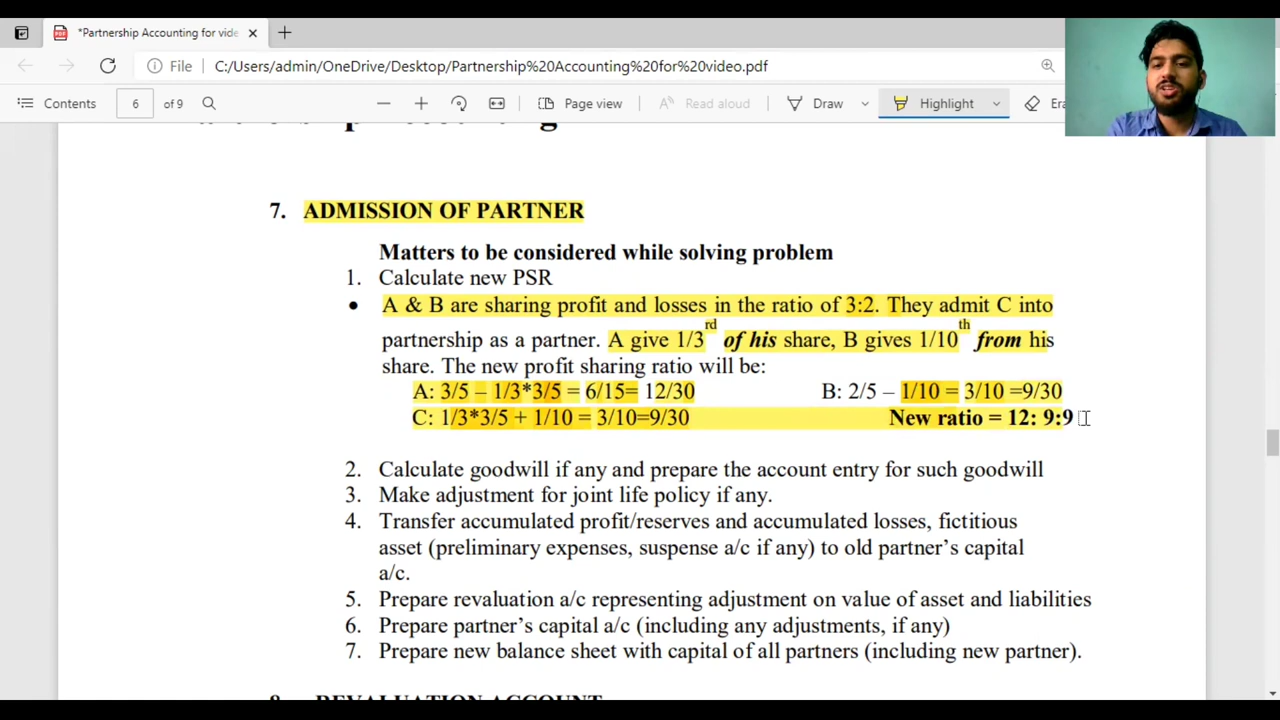 *Partnership Accounting for vide
File C:/Users/admin/OneDrive/Desktop/Partnership%20Accounting%20for%20video.pdf
Contents 6 of 9 Page view Read aloud Draw Highlight Era
7. ADMISSION OF PARTNER
Matters to be considered while solving problem
1. Calculate new PSR
• A & B are sharing profit and losses in the ratio of 3:2. They admit C into
partnership as a partner. A give 1/3rd of his share, B gives 1/10th from his
share. The new profit sharing ratio will be:
A: 3/5 – 1/3*3/5 = 6/15= 12/30 B: 2/5 – 1/10 = 3/10 =9/30
C: 1/3*3/5 + 1/10 = 3/10=9/30 New ratio = 12: 9:9
2. Calculate goodwill if any and prepare the account entry for such goodwill
3. Make adjustment for joint life policy if any.
4. Transfer accumulated profit/reserves and accumulated losses, fictitious
asset (preliminary expenses, suspense a/c if any) to old partner’s capital
a/c.
5. Prepare revaluation a/c representing adjustment on value of asset and liabilities
6. Prepare partner’s capital a/c (including any adjustments, if any)
7. Prepare new balance sheet with capital of all partners (including new partner).
8. REVALUATION ACCOUNT